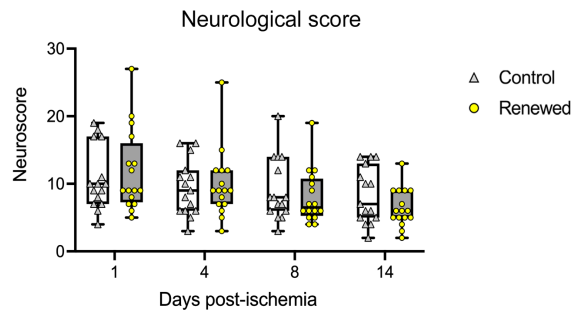 Neurological score
Neuroscore
30
20
10
0
1 4 8 14
Days post-ischemia
Control
Renewed